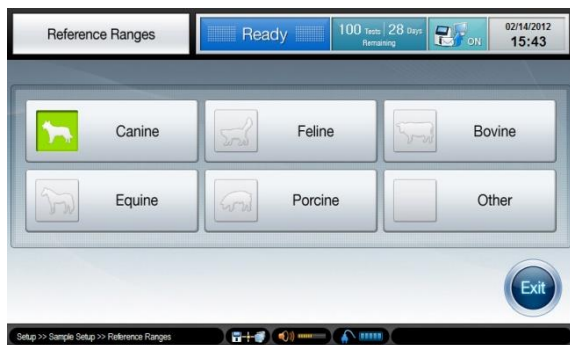 Reference Ranges
Ready
100 Tests 28 Days
Remaining
ON
02/14/2012
15:43
Canine
Feline
Bovine
Equine
Porcine
Other
Exit
Setup >> Sample Setup >> Reference Ranges